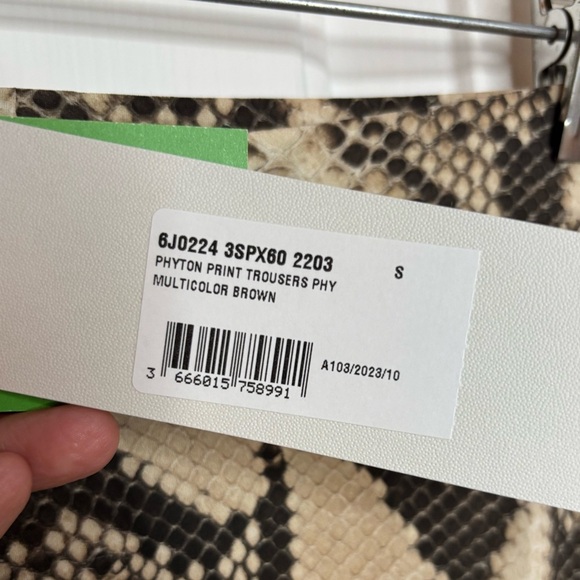 6J0224 3SPX60 2203 S
PHYTON PRINT TROUSERS PHY
MULTICOLOR BROWN
A103/2023/10
3 666015 758991